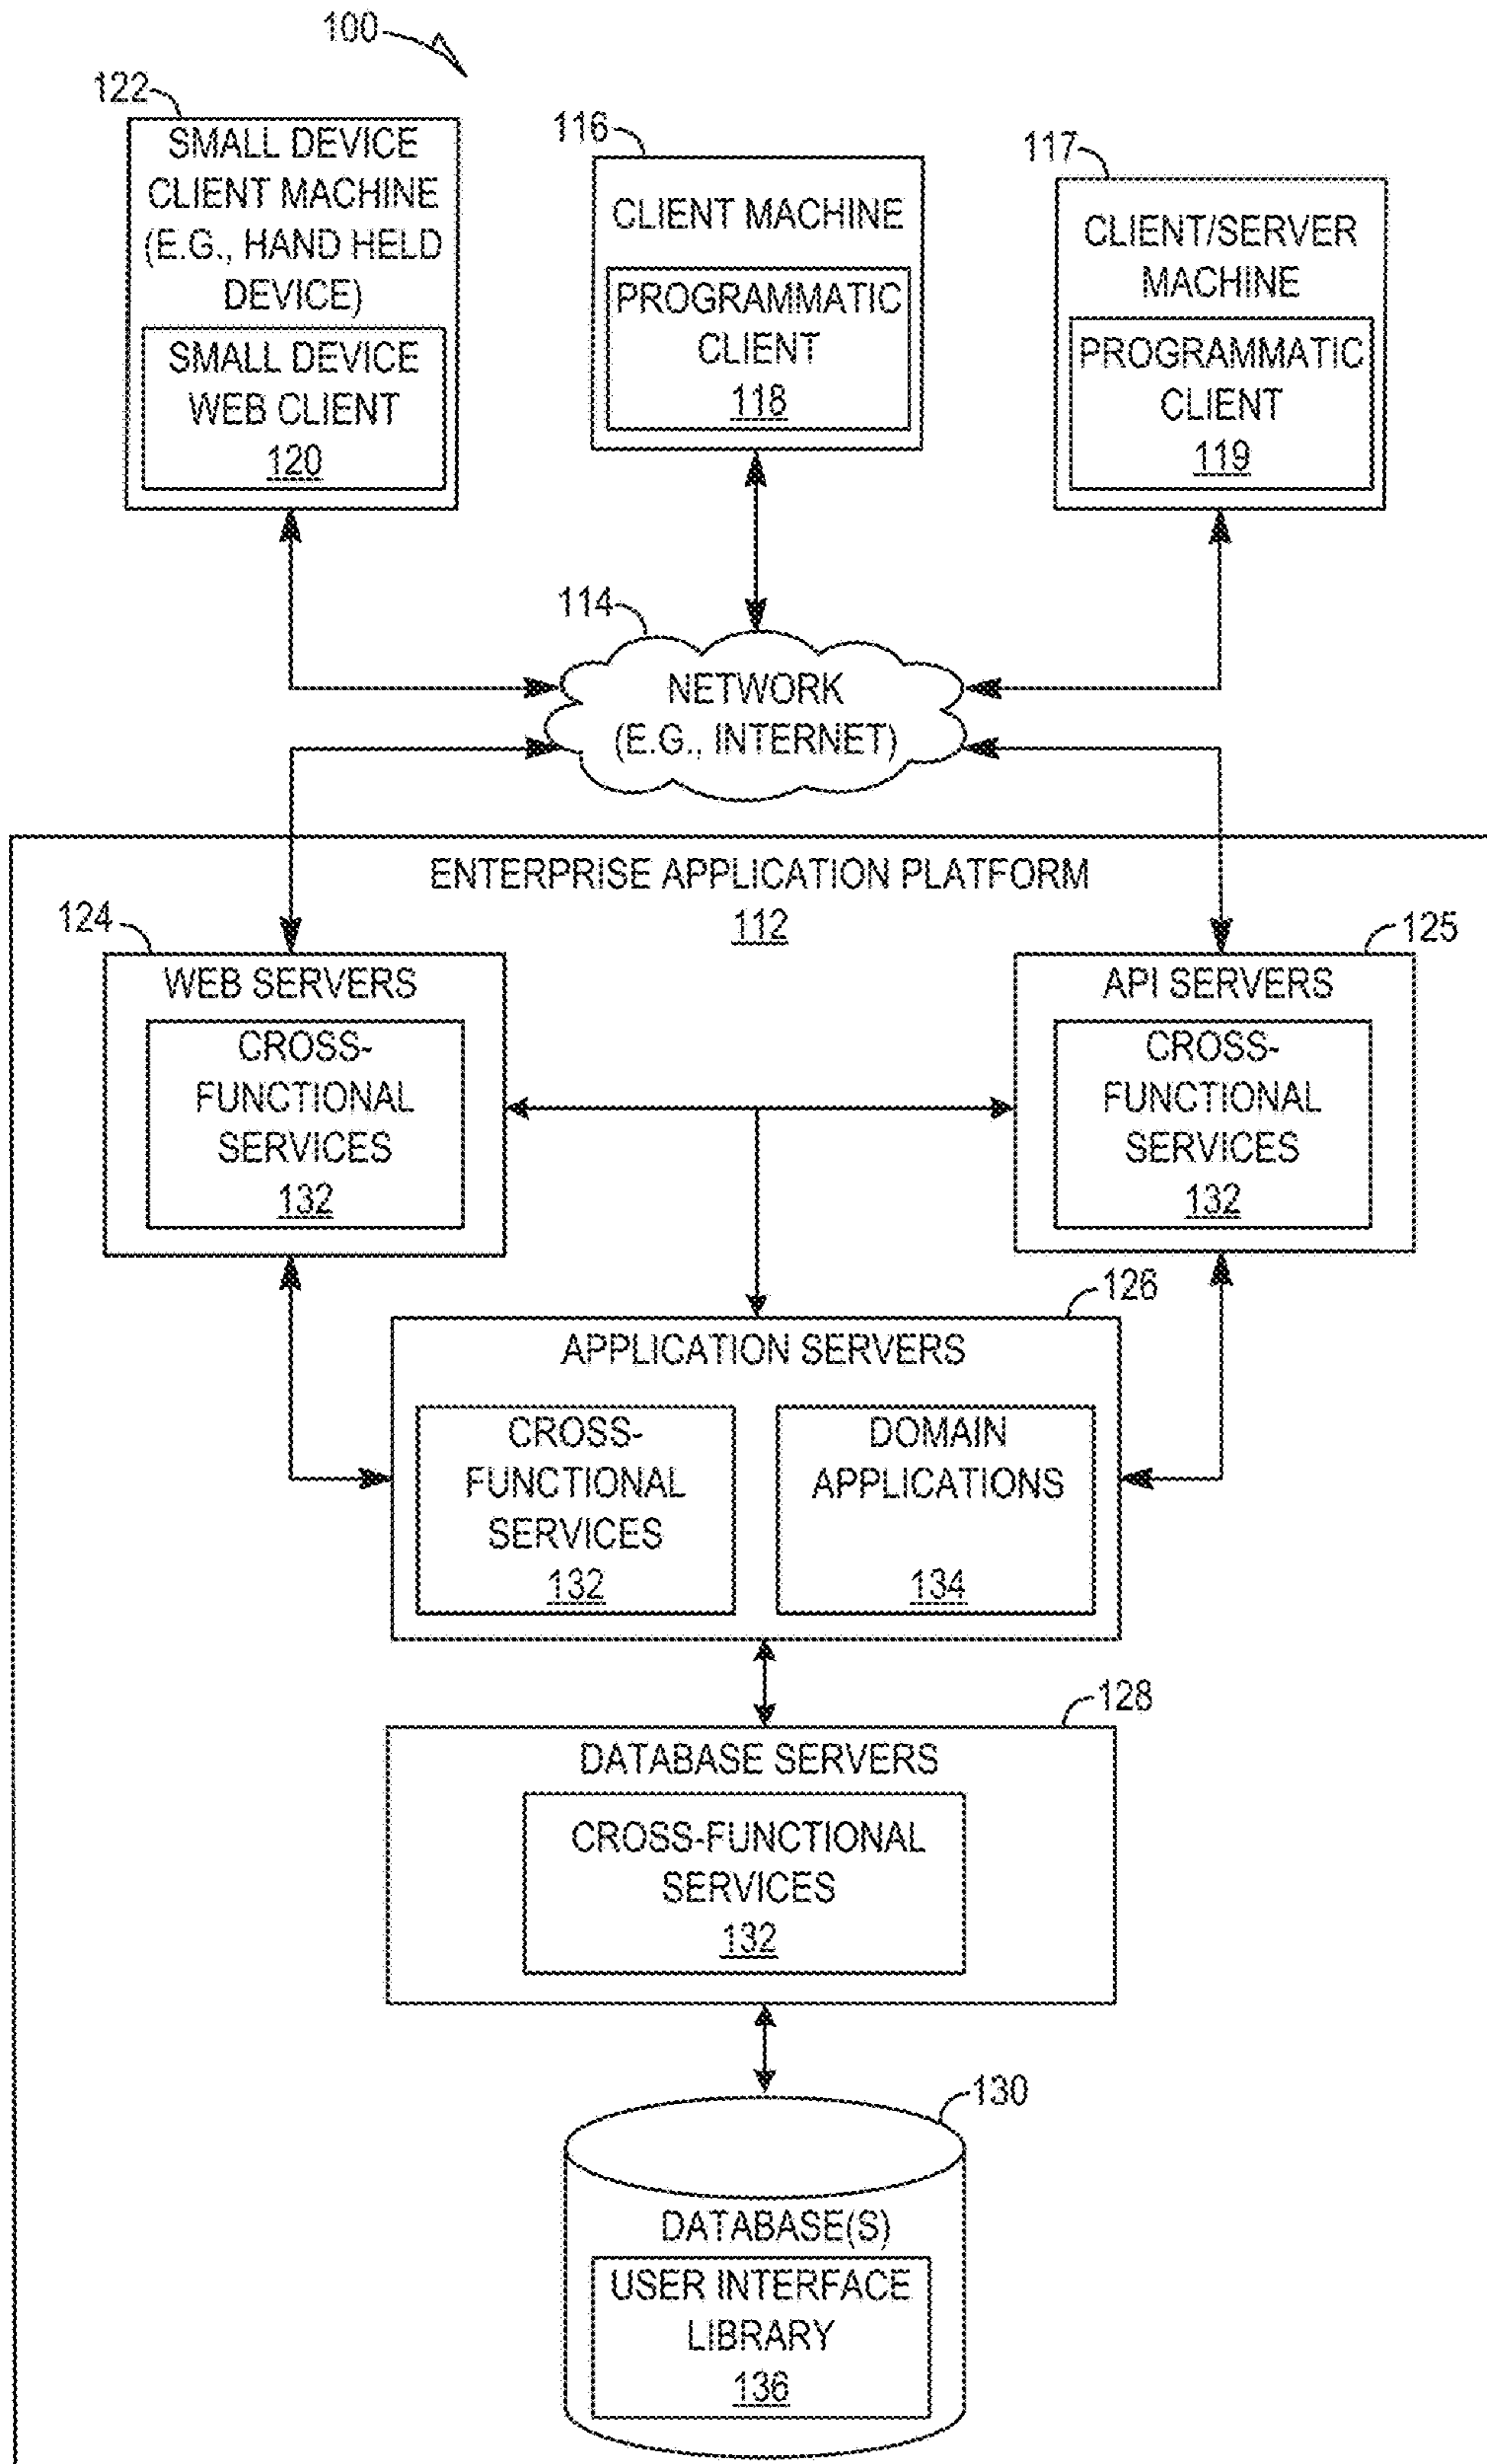 100
122
SMALL DEVICE
CLIENT MACHINE
(E.G., HAND HELD
DEVICE)
SMALL DEVICE
WEB CLIENT
120
116
CLIENT MACHINE
PROGRAMMATIC
CLIENT
118
117
CLIENT/SERVER
MACHINE
PROGRAMMATIC
CLIENT
119
114
NETWORK
(E.G., INTERNET)
ENTERPRISE APPLICATION PLATFORM
112
124
WEB SERVERS
CROSS-
FUNCTIONAL
SERVICES
132
125
API SERVERS
CROSS-
FUNCTIONAL
SERVICES
132
126
APPLICATION SERVERS
CROSS-
FUNCTIONAL
SERVICES
132
DOMAIN
APPLICATIONS
134
128
DATABASE SERVERS
CROSS-FUNCTIONAL
SERVICES
132
130
DATABASE(S)
USER INTERFACE
LIBRARY
136